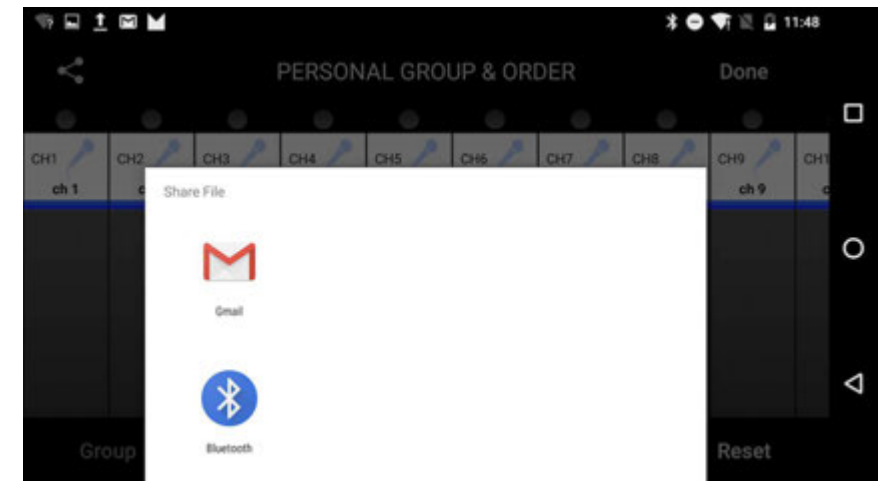 11:48
PERSONAL GROUP & ORDER Done
CH1 CH2 CH3 CH4 CH5 CH6 CH7 CH8 CH9 CH1
ch 1 c ch 9 c
Share File
Gmail
Bluetooth
Group Reset